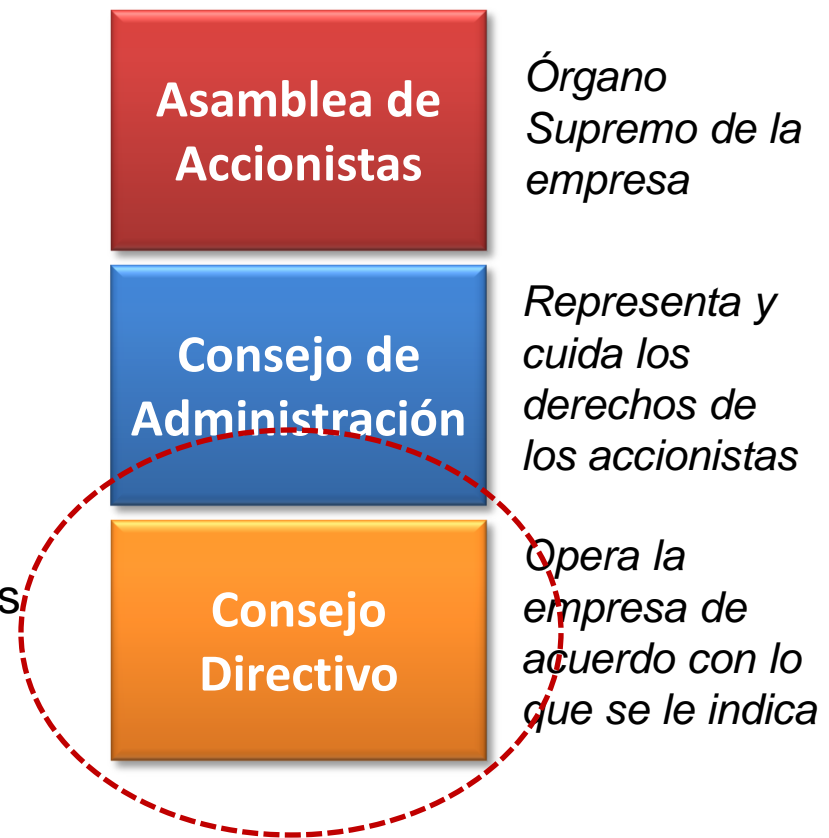 Asamblea de
Accionistas
Órgano
Supremo de la
empresa
Consejo de
Administración
Representa y
cuida los
derechos de
los accionistas
s
Consejo
Directivo
Opera la
empresa de
acuerdo con lo
que se le indica